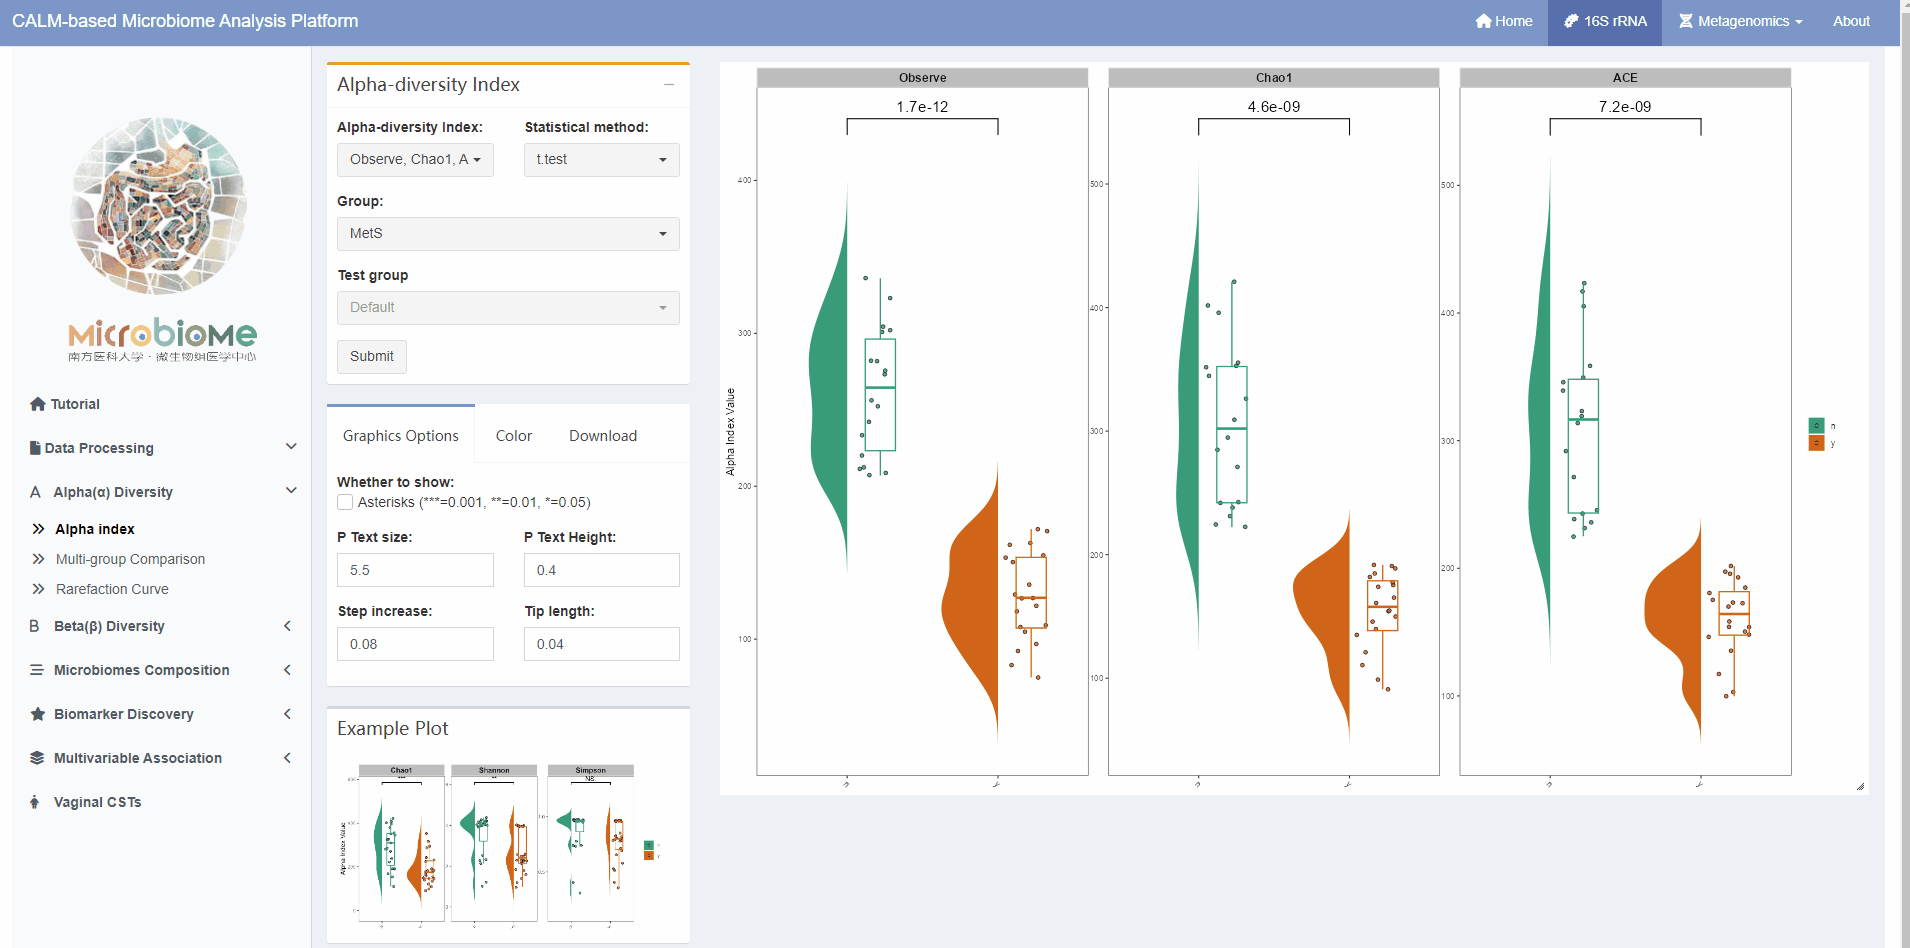 CALM-based Microbiome Analysis Platform
Home
16S rRNA
Metagenomics
About
MicrobioMe
南方医科大学·微生物组医学中心
Tutorial
Data Processing
A Alpha(α) Diversity
Alpha index
Multi-group Comparison
Rarefaction Curve
B Beta(β) Diversity
Microbiomes Composition
Biomarker Discovery
Multivariable Association
Vaginal CSTs
Alpha-diversity Index
Alpha-diversity Index:
Statistical method:
Observe, Chao1, A
t.test
Group:
MetS
Test group
Default
Submit
Graphics Options
Color
Download
Whether to show:
Asterisks (***=0.001, **=0.01, *=0.05)
P Text size:
P Text Height:
5.5
0.4
Step increase:
Tip length:
0.08
0.04
Example Plot
Chao1
Shannon
Simpson
***
**
NS
Alpha Index Value
Observe
Chao1
ACE
1.7e-12
4.6e-09
7.2e-09
Alpha Index Value
400
300
200
100
500
400
300
200
100
500
400
300
200
100
n
y
n
y
n
y
n
y